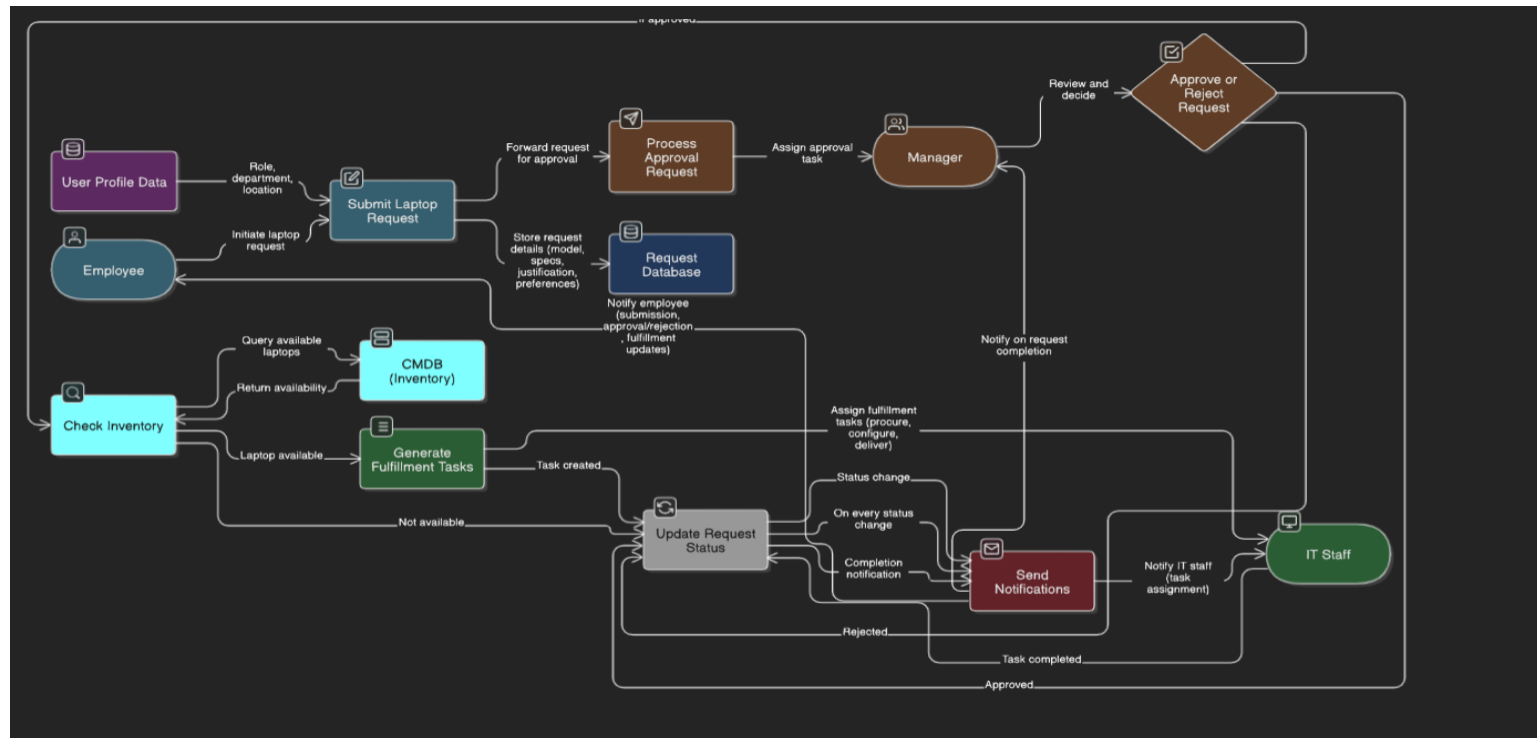 If approved
Approve or
Reject
Request
Review and
decide
Process
Approval
Request
Forward request
for approval
Assign approval
task
Manager
User Profile Data
Role,
department,
location
Submit Laptop
Request
Initiate laptop
request
Employee
Store request
details (model,
specs,
justification,
preferences)
Request
Database
Notify employee
(submission,
approval/rejection
, fulfillment
updates)
Notify on request
completion
Query available
laptops
CMDB
(Inventory)
Return availability
Check Inventory
Laptop available
Generate
Fulfillment Tasks
Assign fulfillment
tasks (procure,
configure,
deliver)
Task created
Not available
Update Request
Status
Status change
On every status
change
Completion
notification
Send
Notifications
Notify IT staff
(task
assignment)
IT Staff
Rejected
Task completed
Approved